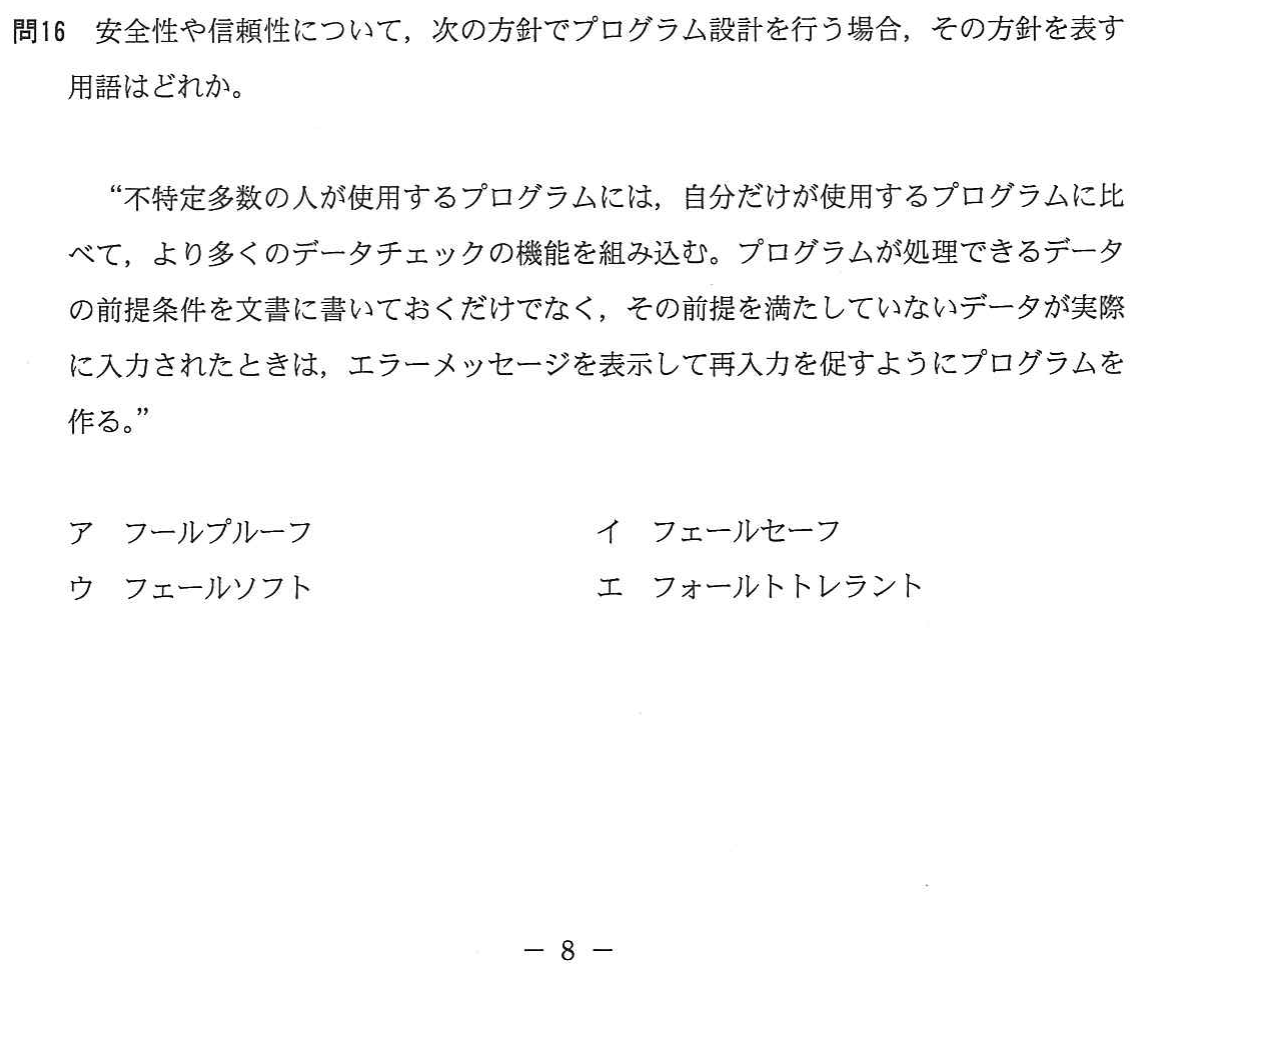 問16 安全性や信頼性について，次の方針でプログラム設計を行う場合，その方針を表す
用語はどれか。
“不特定多数の人が使用するプログラムには，自分だけが使用するプログラムに比
べて，より多くのデータチェックの機能を組み込む。プログラムが処理できるデータ
の前提条件を文書に書いておくだけでなく，その前提を満たしていないデータが実際
に入力されたときは，エラーメッセージを表示して再入力を促すようにプログラムを
作る。”
ア フールプルーフ イ フェールセーフ
ウ フェールソフト エ フォールトトレラント
－ 8 －